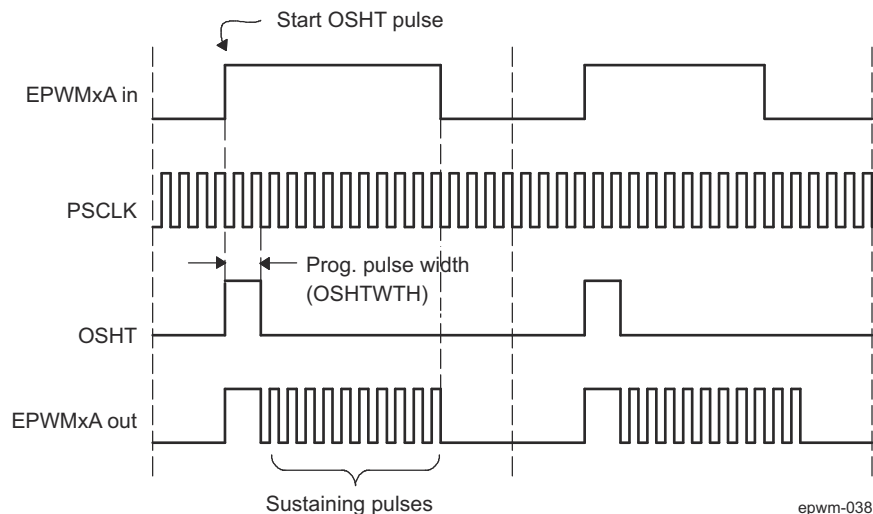 Start OSHT pulse
EPWMxA in
PSCLK
Prog. pulse width
(OSHTWTH)
OSHT
EPWMxA out
Sustaining pulses
epwm-038